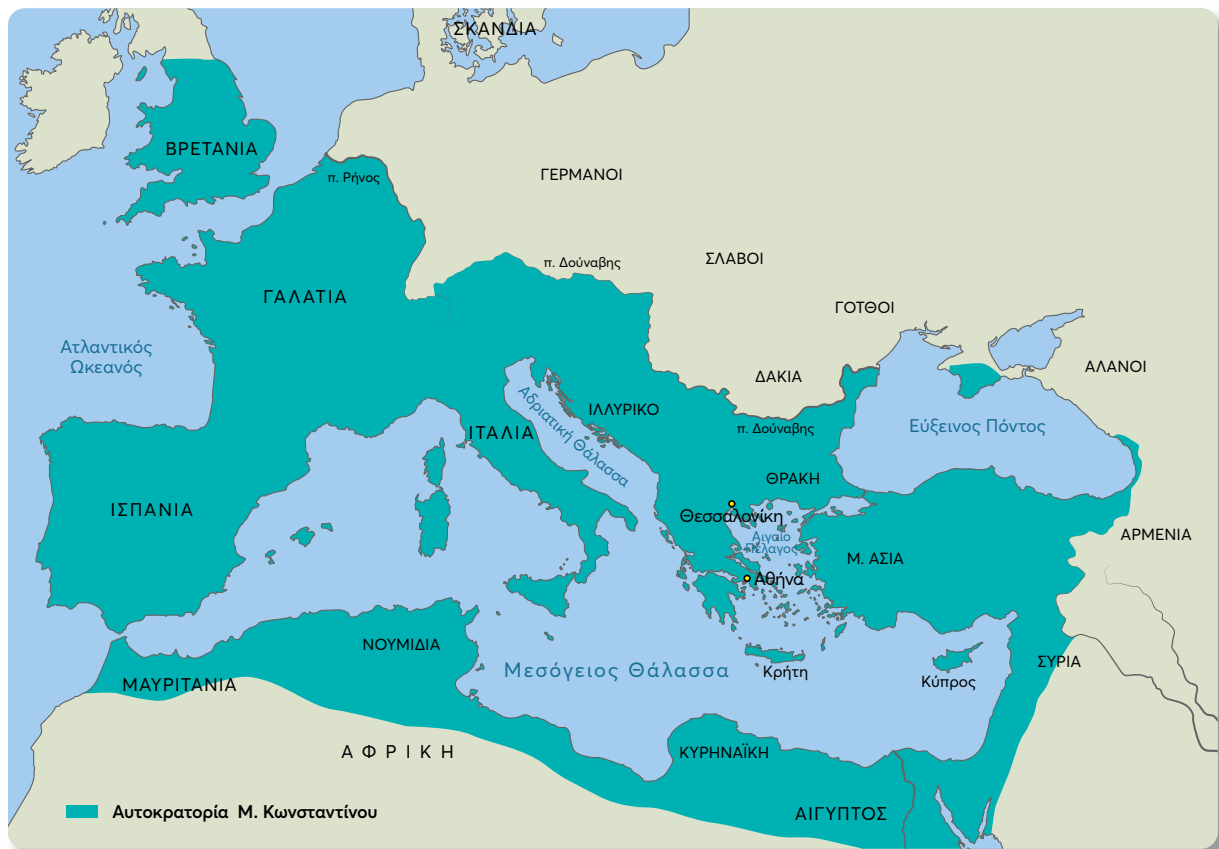 ΣΚΑΝΔΙΑ
ΒΡΕΤΑΝΙΑ
π. Ρήνος
ΓΕΡΜΑΝΟΙ
π. Δούναβης
ΣΛΑΒΟΙ
ΓΑΛΑΤΙΑ
ΓΟΤΘΟΙ
Ατλαντικός
Ωκεανός
ΑΛΑΝΟΙ
ΔΑΚΙΑ
ΙΛΛΥΡΙΚΟ
Αδριατική Θάλασσα
ΙΤΑΛΙΑ
π. Δούναβης
Εύξεινος Πόντος
ΘΡΑΚΗ
ΙΣΠΑΝΙΑ
Θεσσαλονίκη
Αιγαίο
Πέλαγος
ΑΡΜΕΝΙΑ
Μ. ΑΣΙΑ
Αθήνα
ΝΟΥΜΙΔΙΑ
Μεσόγειος Θάλασσα
Κρήτη
ΣΥΡΙΑ
Κύπρος
ΜΑΥΡΙΤΑΝΙΑ
ΑΦΡΙΚΗ
ΚΥΡΗΝΑΪΚΗ
ΑΙΓΥΠΤΟΣ
Αυτοκρατορία Μ. Κωνσταντίνου